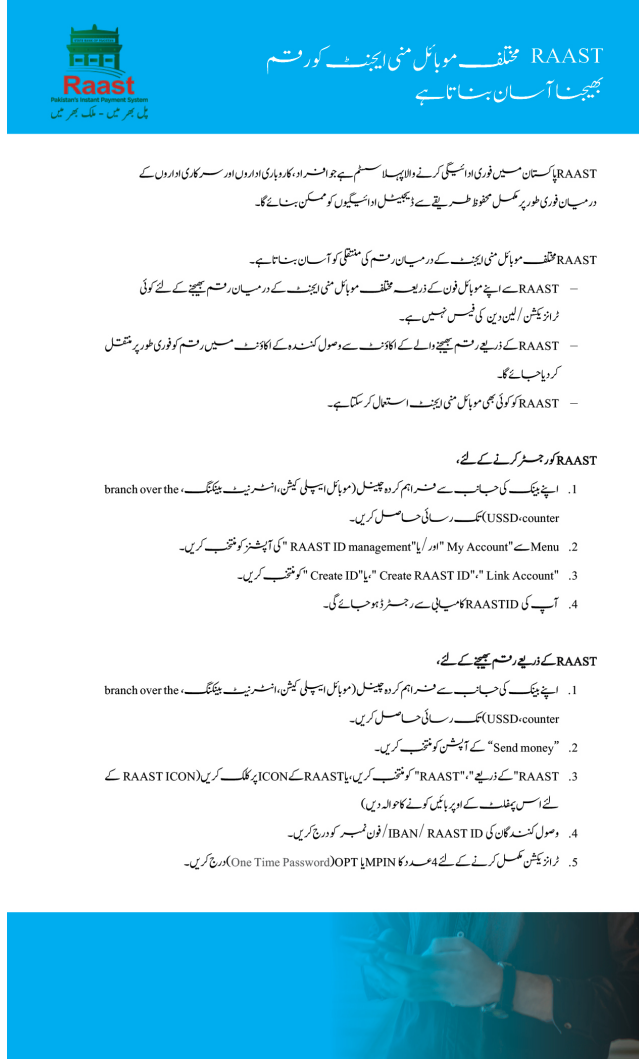 RAAST مختلف موبائل منی ایجنٹ کو رقم
بھیجنا آسان بناتا ہے
Raast
Pakistan's Instant Payment System
پل بھر میں - ملک بھر میں
RAAST پاکستان میں فوری ادائیگی کرنے والا پہلا سسٹم ہے جو افراد، کاروباری اداروں اور سرکاری اداروں کے
درمیان فوری طور پر مکمل محفوظ طریقے سے ڈیجیٹیل ادائیگیوں کو ممکن بنائے گا۔
RAAST مختلف موبائل منی ایجنٹ کے درمیان رقم کی منتقلی کو آسان بناتا ہے۔
– RAAST سے اپنے موبائل فون کے ذریعہ مختلف موبائل منی ایجنٹ کے درمیان رقم بھیجنے کے لئے کوئی
ٹرانزیکشن / لین دین کی فیس نہیں ہے۔
– RAAST کے ذریعے رقم بھیجنے والے کے اکاؤنٹ سے وصول کنندہ کے اکاؤنٹ میں رقم کو فوری طور پر منتقل
کر دیا جائے گا۔
– RAAST کو کوئی بھی موبائل منی ایجنٹ استعمال کر سکتا ہے۔
RAAST کو رجسٹر کرنے کے لئے،
1. اپنے بینک کی جانب سے فراہم کردہ چینل (موبائل ایپلی کیشن، انٹرنیٹ بینکنگ، branch over the
USSD،counter) تک رسائی حاصل کریں۔
2. Menu سے "My Account" اور / یا "RAAST ID management" کی آپشنز کو منتخب کریں۔
3. "Create RAAST ID"،"Link Account"، یا "Create ID" کو منتخب کریں۔
4. آپ کی RAASTID کامیابی سے رجسٹرڈ ہو جائے گی۔
RAAST کے ذریعے رقم بھیجنے کے لئے،
1. اپنے بینک کی جانب سے فراہم کردہ چینل (موبائل ایپلی کیشن، انٹرنیٹ بینکنگ، branch over the
USSD،counter) تک رسائی حاصل کریں۔
2. “Send money” کے آپشن کو منتخب کریں۔
3. RAAST" کے ذریعے"، "RAAST" کو منتخب کریں، یا RAAST کے ICON پر کلک کریں (RAAST ICON کے
لئے اس پمفلٹ کے اوپر بائیں کونے کا حوالہ دیں)
4. وصول کنندگان کی IBAN/ RAAST ID/ فون نمبر کو درج کریں۔
5. ٹرانزیکشن مکمل کرنے کے لئے 4 عدد کا MPIN یا OPT (One Time Password) درج کریں۔